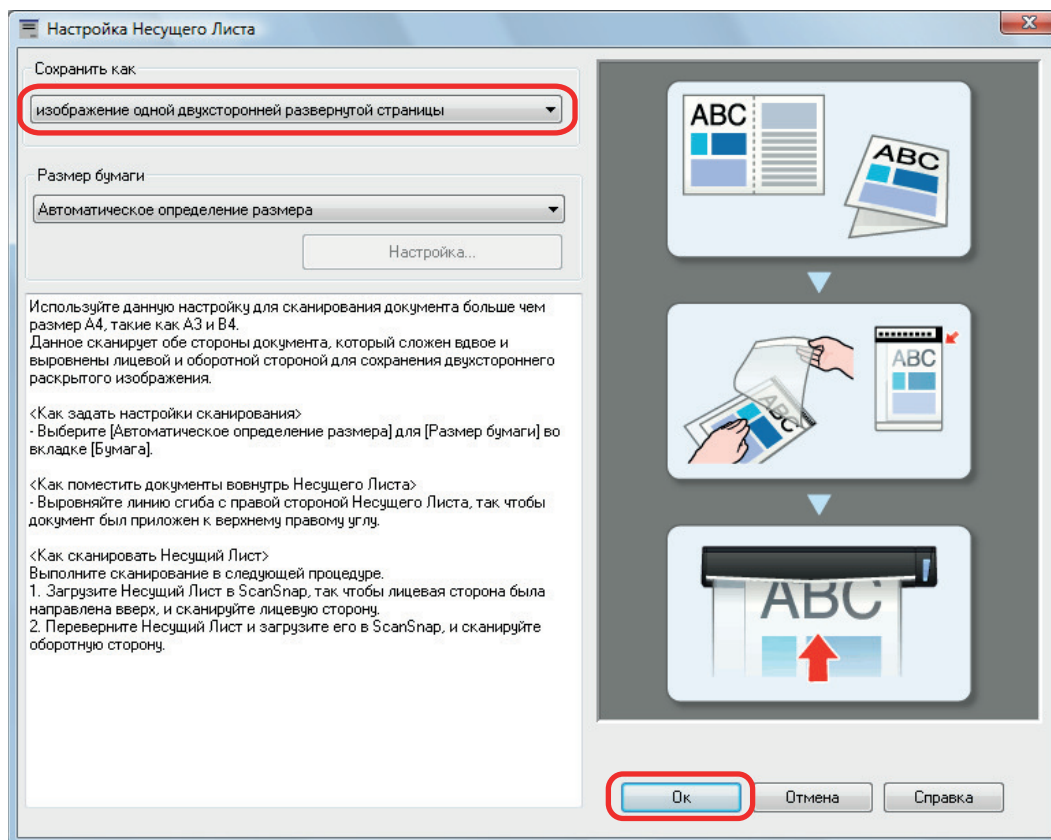 Настройка Несущего Листа
Сохранить как
изображение одной двухсторонней развернутой страницы
Размер бумаги
Автоматическое определение размера
Настройка...
Используйте данную настройку для сканирования документа больше чем
размер A4, такие как A3 и B4.
Данное сканирует обе стороны документа, который сложен вдвое и
выровнены лицевой и оборотной стороной для сохранения двухстороннего
раскрытого изображения.
<Как задать настройки сканирования>
- Выберите [Автоматическое определение размера] для [Размер бумаги] во
вкладке [Бумага].
<Как поместить документы вовнутрь Несущего Листа>
- Выровняйте линию сгиба с правой стороной Несущего Листа, так чтобы
документ был приложен к верхнему правому углу.
<Как сканировать Несущий Лист>
Выполните сканирование в следующей процедуре.
1. Загрузите Несущий Лист в ScanSnap, так чтобы лицевая сторона была
направлена вверх, и сканируйте лицевую сторону.
2. Переверните Несущий Лист и загрузите его в ScanSnap, и сканируйте
оборотную сторону.
ABC
ABC
ABC
ABC
ABC
Ок
Отмена
Справка